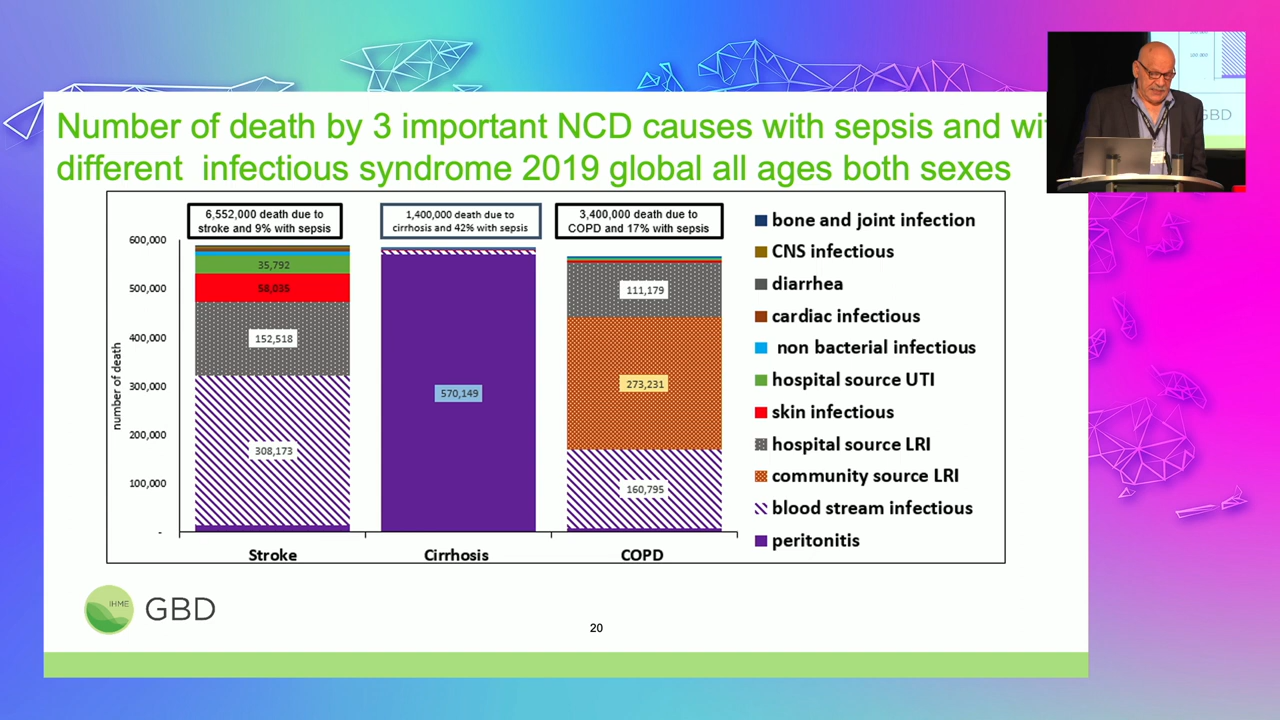 Number of death by 3 important NCD causes with sepsis and
different infectious syndrome 2019 global all ages both sexes
6,552,000 death due to
stroke and 9% with sepsis
1,400,000 death due to
cirrhosis and 42% with sepsis
3,400,000 death due to
COPD and 17% with sepsis
number of death
600,000
500,000
400,000
300,000
200,000
100,000
-
35,792
58,035
152,518
308,173
570,149
111,179
273,231
160,795
Stroke
Cirrhosis
COPD
bone and joint infection
CNS infectious
diarrhea
cardiac infectious
non bacterial infectious
hospital source UTI
skin infectious
hospital source LRI
community source LRI
blood stream infectious
peritonitis
IHME
GBD
20
GBD